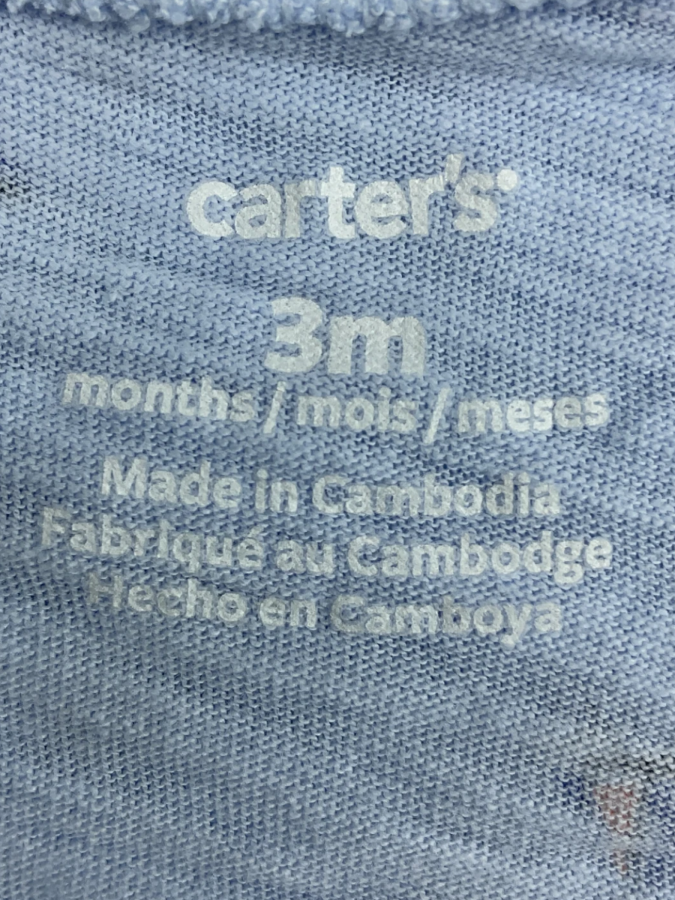 carter's
3m
months / mois / meses
Made in Cambodia
Fabriqué au Cambodge
Hecho en Camboya